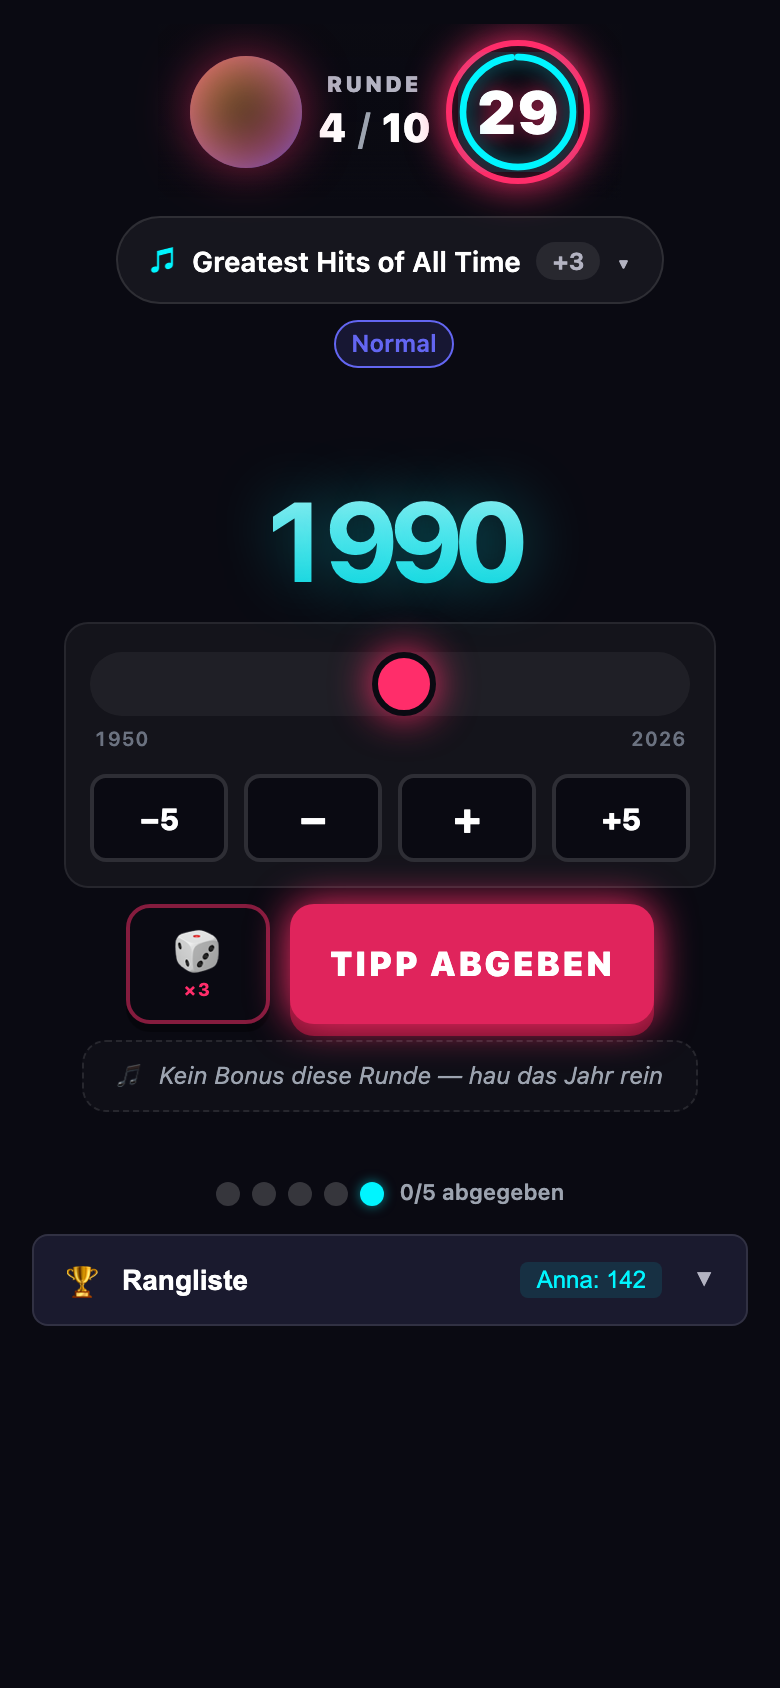 RUNDE
4 / 10
29
Greatest Hits of All Time +3
Normal
1990
1950 2026
−5 − + +5
×3
TIPP ABGEBEN
Kein Bonus diese Runde — hau das Jahr rein
0/5 abgegeben
Rangliste Anna: 142